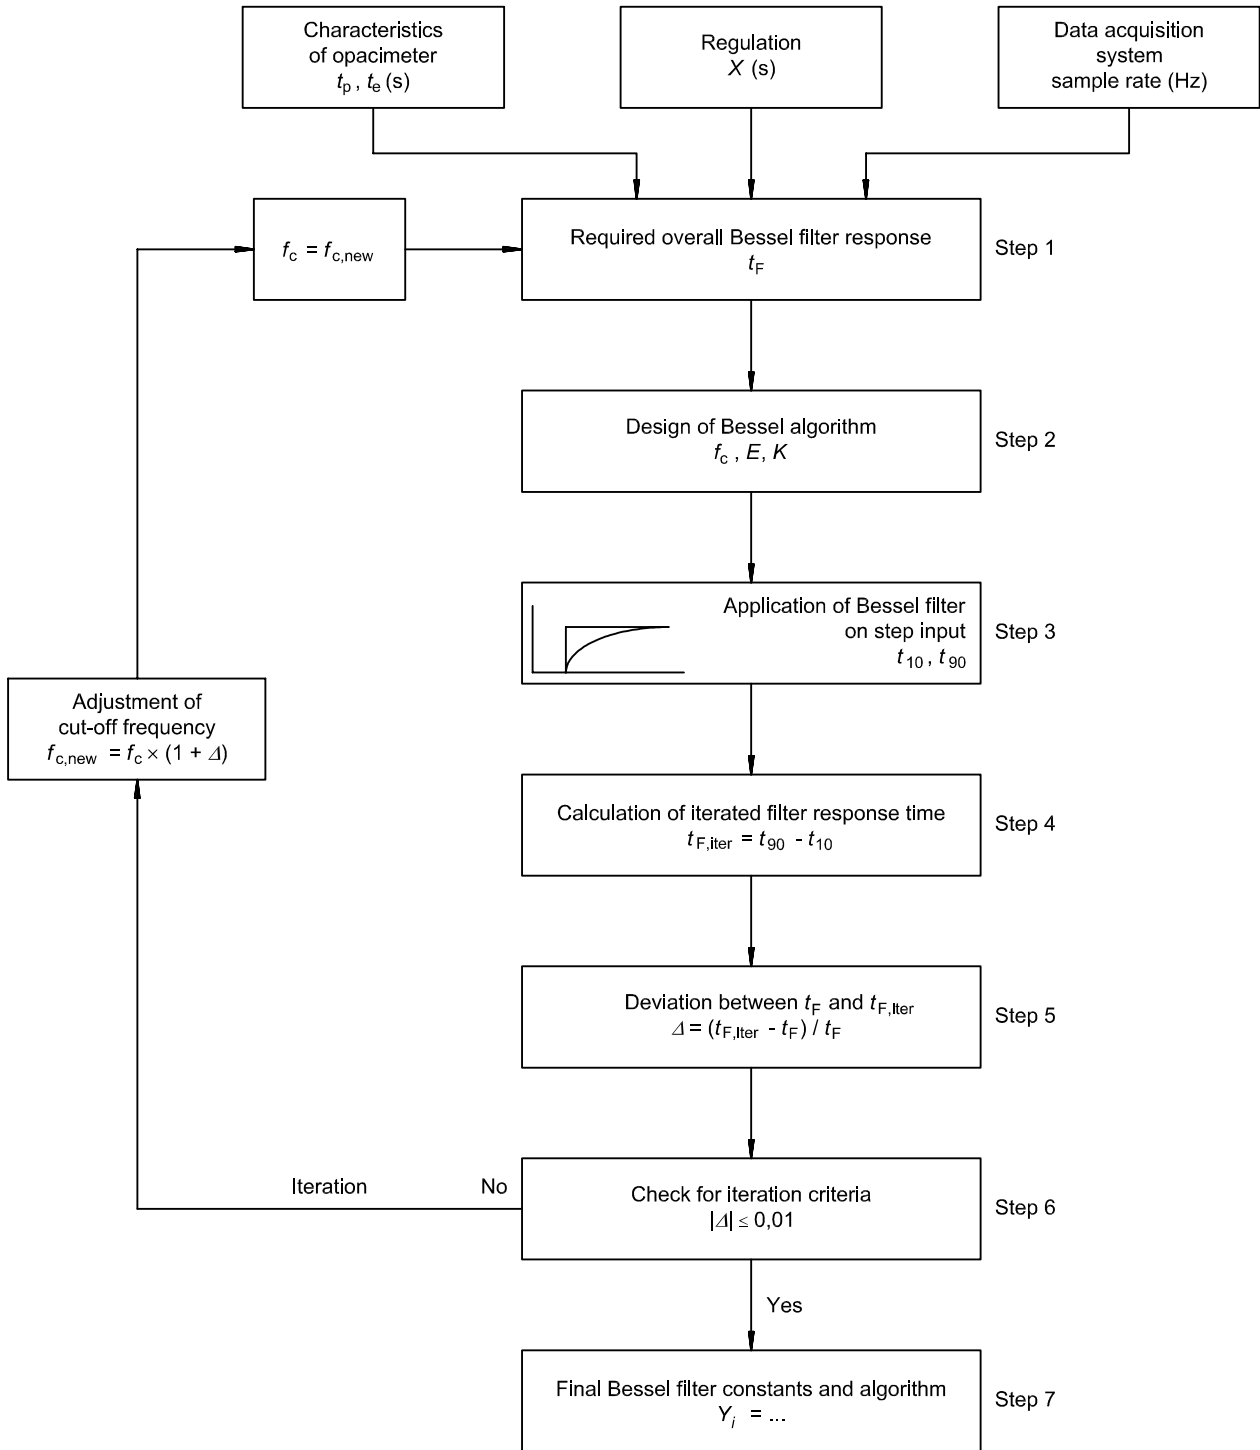 Characteristics
of opacimeter
tp , te (s)
Regulation
X (s)
Data acquisition
system
sample rate (Hz)
fc = fc,new
Required overall Bessel filter response
tF
Step 1
Design of Bessel algorithm
fc , E, K
Step 2
Application of Bessel filter
on step input
t10 , t90
Step 3
Adjustment of
cut-off frequency
fc,new = fc × (1 + Δ)
Calculation of iterated filter response time
tF,iter = t90 - t10
Step 4
Deviation between tF and tF,Iter
Δ = (tF,Iter - tF) / tF
Step 5
Iteration
No
Check for iteration criteria
|Δ| ≤ 0,01
Step 6
Yes
Final Bessel filter constants and algorithm
Yi = ...
Step 7